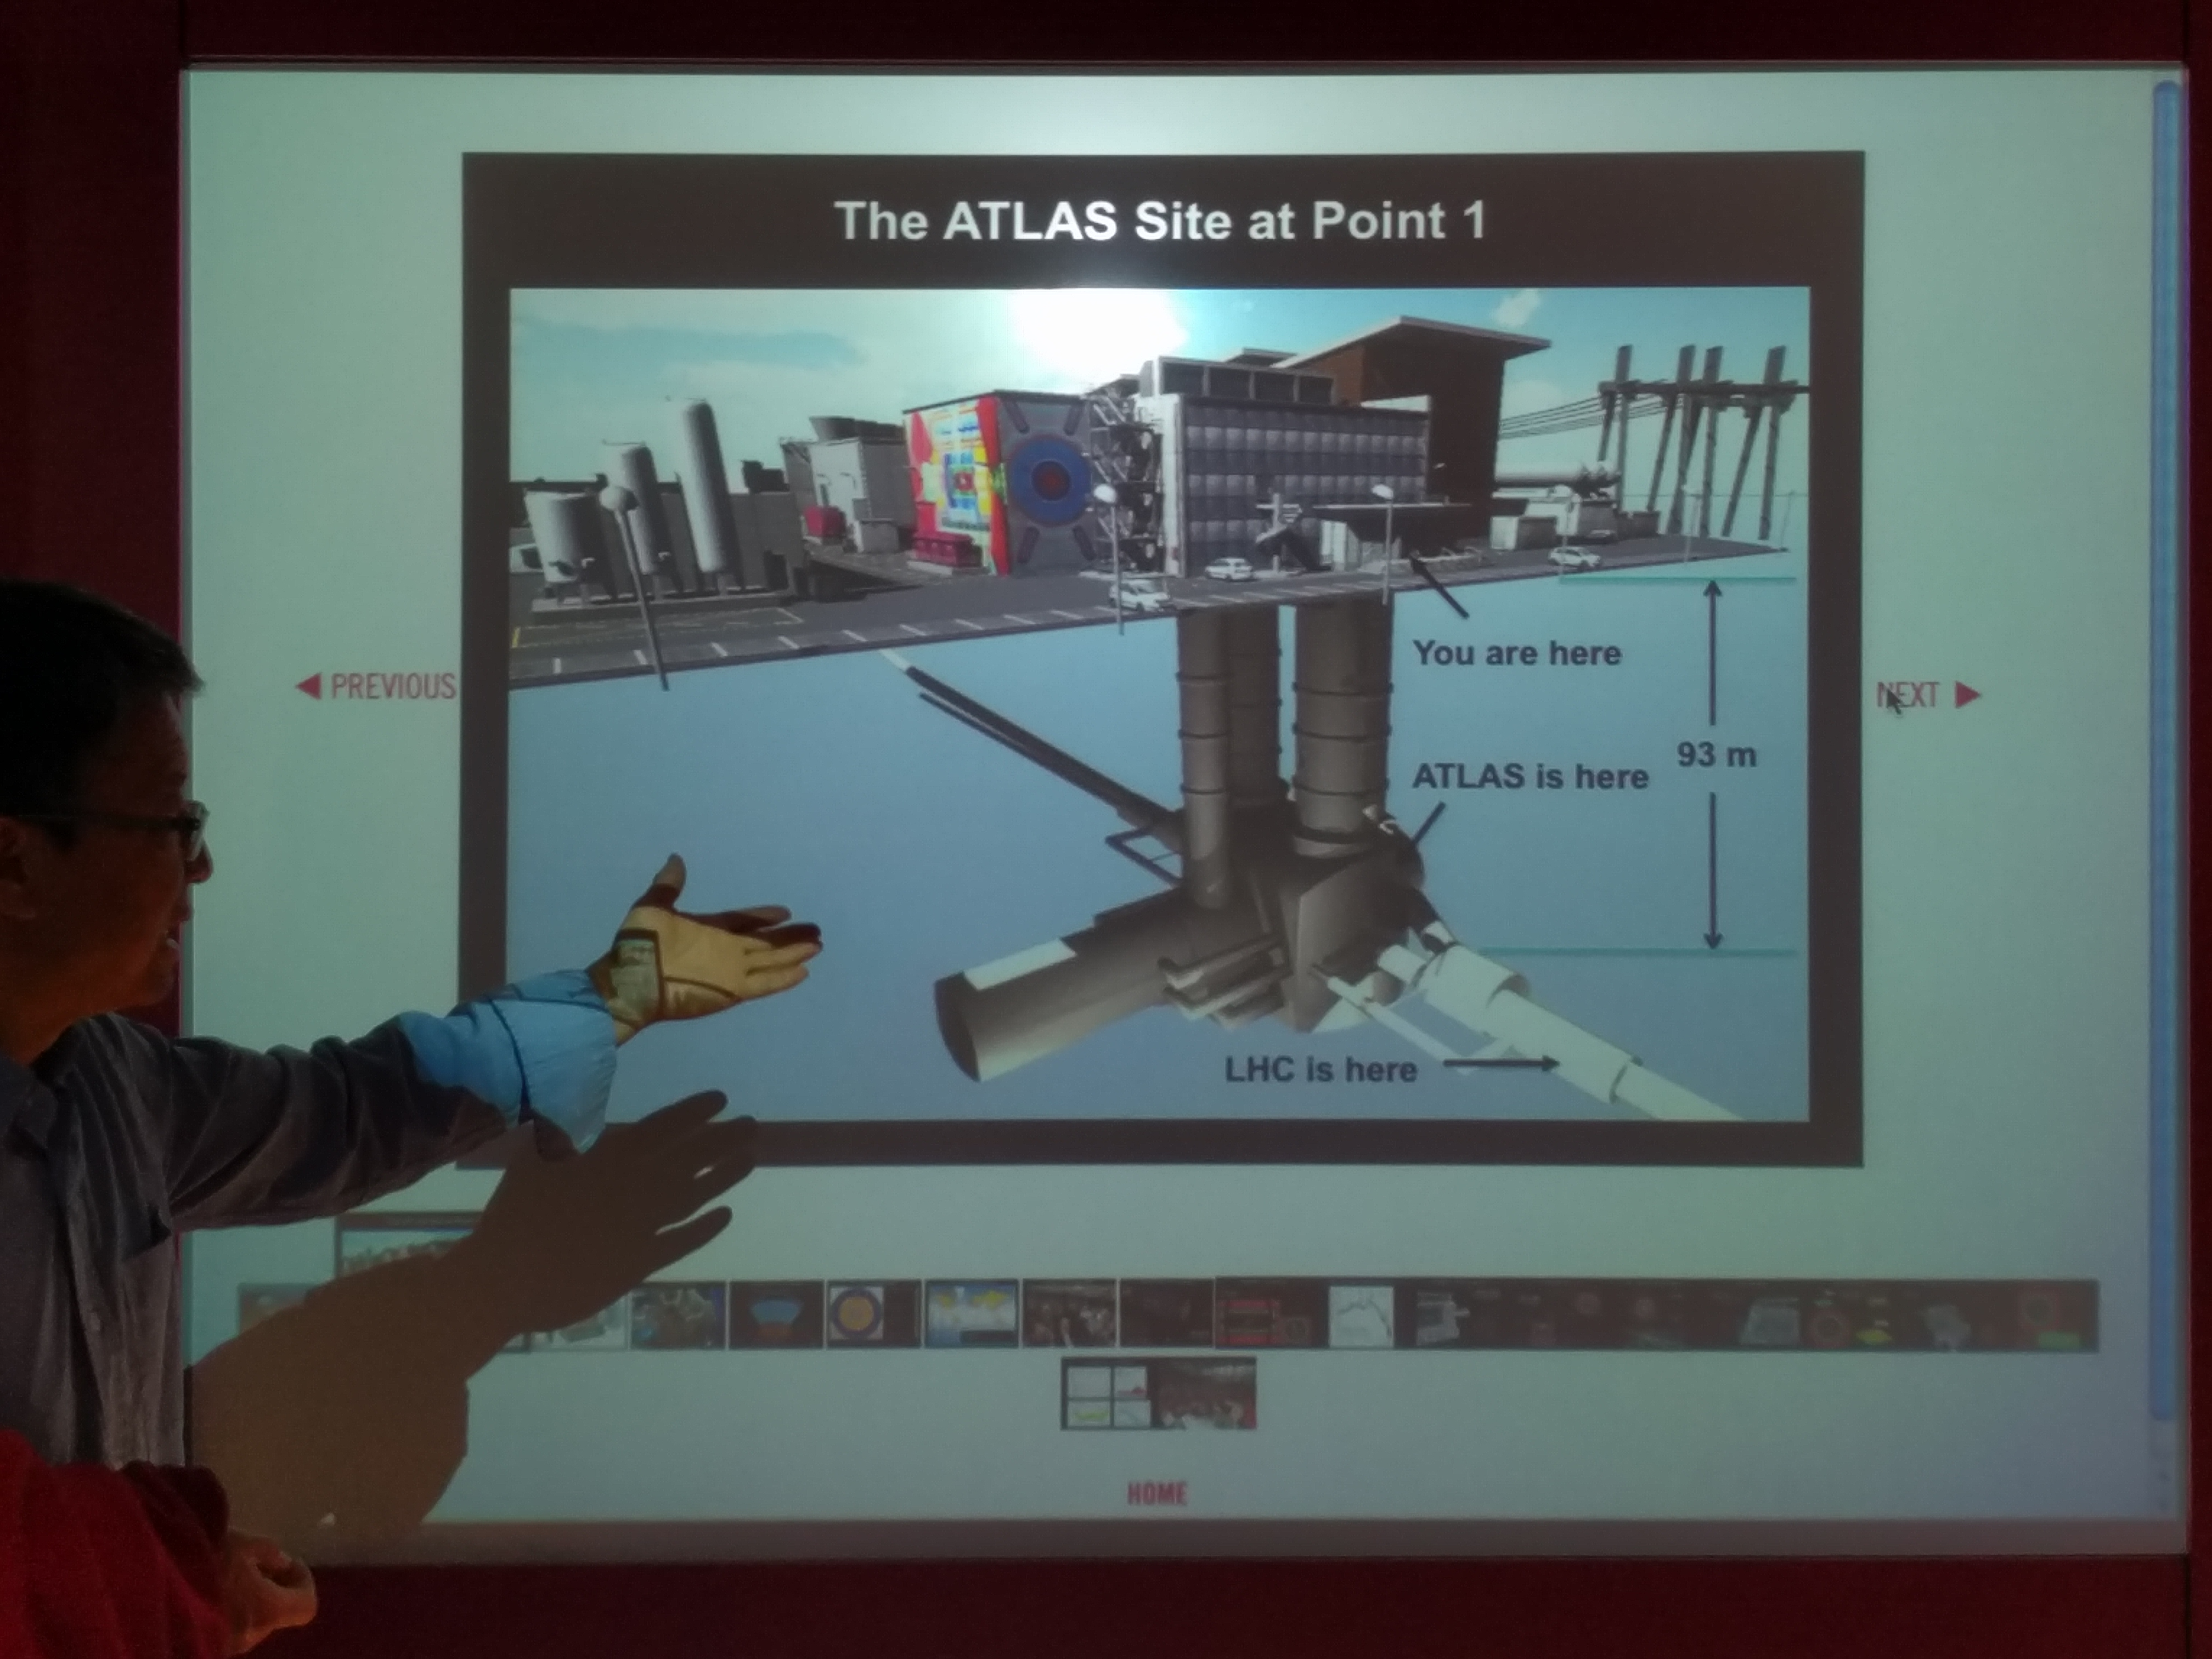 The ATLAS Site at Point 1
You are here
PREVIOUS
NEXT
93 m
ATLAS is here
LHC is here
HOME